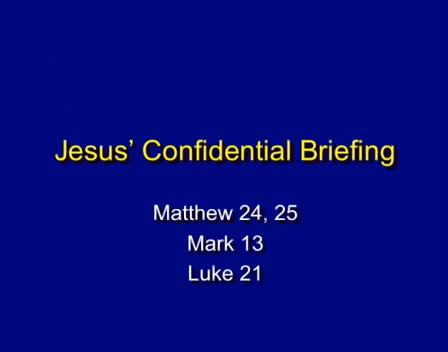 Jesus’ Confidential Briefing
Matthew 24, 25
Mark 13
Luke 21